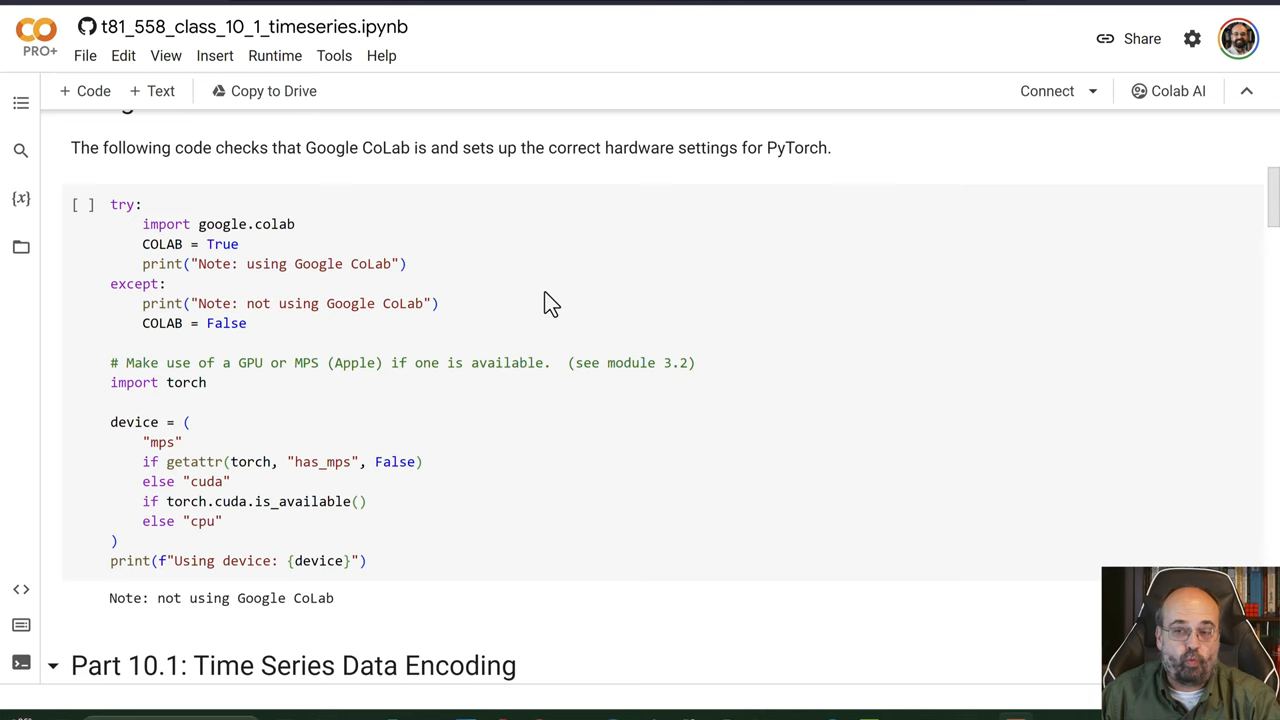 t81_558_class_10_1_timeseries.ipynb
PRO+
File Edit View Insert Runtime Tools Help
Share
+ Code + Text Copy to Drive
Connect
Colab AI
The following code checks that Google CoLab is and sets up the correct hardware settings for PyTorch.
[ ] try:
import google.colab
COLAB = True
print("Note: using Google CoLab")
except:
print("Note: not using Google CoLab")
COLAB = False
# Make use of a GPU or MPS (Apple) if one is available. (see module 3.2)
import torch
device = (
"mps"
if getattr(torch, "has_mps", False)
else "cuda"
if torch.cuda.is_available()
else "cpu"
)
print(f"Using device: {device}")
Note: not using Google CoLab
Part 10.1: Time Series Data Encoding